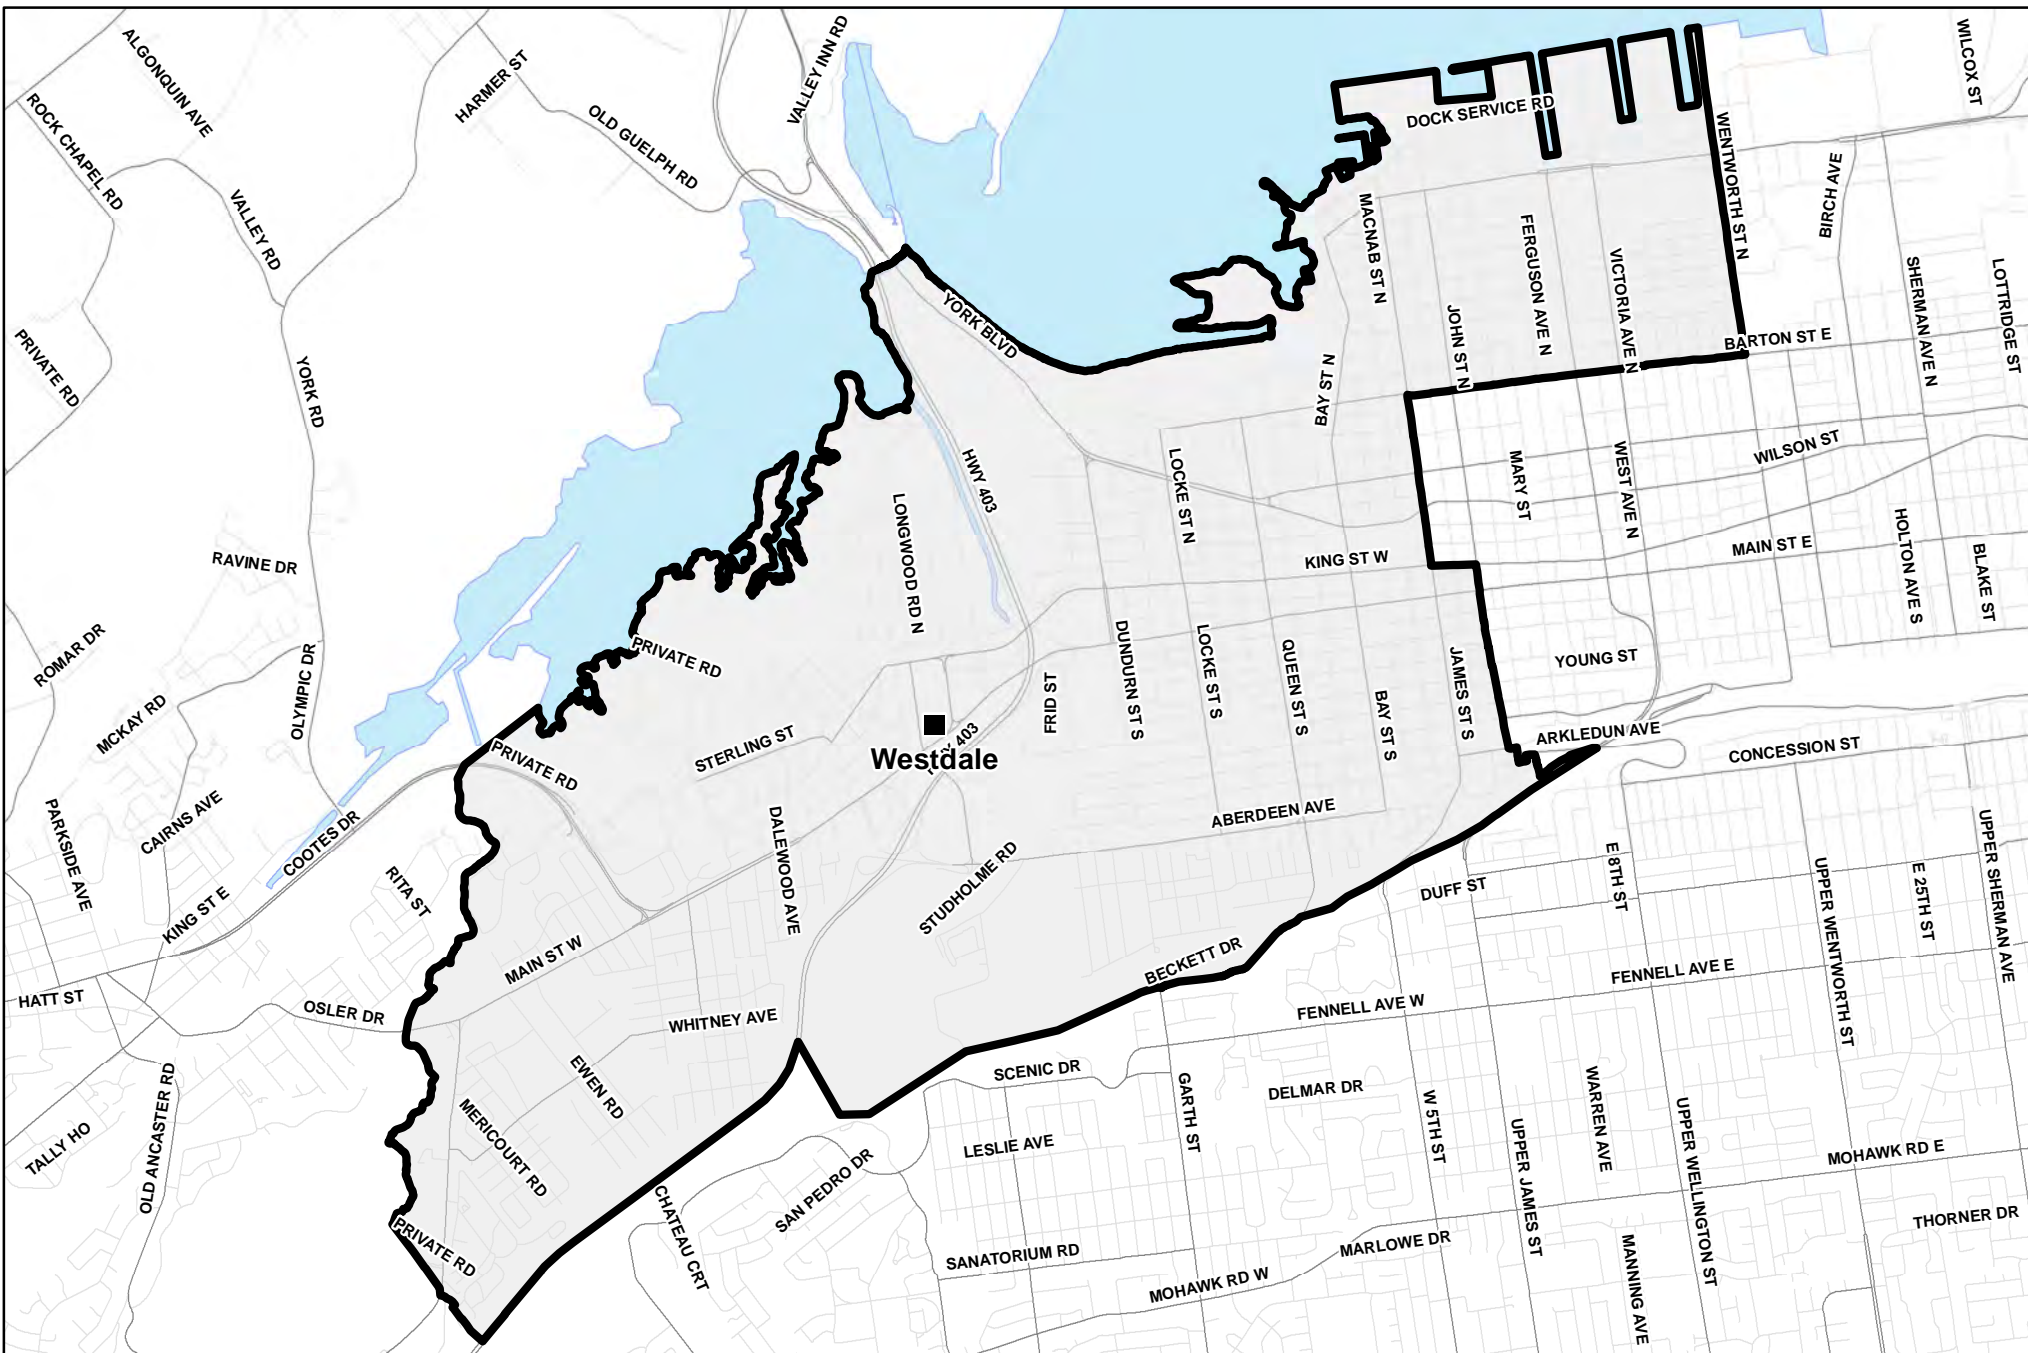 ALGONQUIN AVE
HARMER ST
VALLEY INN RD
WILCOX ST
ROCK CHAPEL RD
OLD GUELPH RD
DOCK SERVICE RD
WENTWORTH ST N
BIRCH AVE
VALLEY RD
MACNAB ST N
FERGUSON AVE N
VICTORIA AVE N
SHERMAN AVE N
LOTTRIDGE ST
PRIVATE RD
YORK RD
YORK BLVD
JOHN ST N
BARTON ST E
BAY ST N
HWY 403
LOCKE ST N
MARY ST
WEST AVE N
WILSON ST
LONGWOOD RD N
RAVINE DR
KING ST W
MAIN ST E
HOLTON AVE S
BLAKE ST
ROMAR DR
OLYMPIC DR
PRIVATE RD
DUNDURN ST S
LOCKE ST S
QUEEN ST S
JAMES ST S
YOUNG ST
MCKAY RD
FRID ST
BAY ST S
PRIVATE RD
STERLING ST
HWY 403
Westdale
ARKLEDUN AVE
CONCESSION ST
PARKSIDE AVE
CAIRNS AVE
COOTES DR
DALEWOOD AVE
ABERDEEN AVE
UPPER SHERMAN AVE
KING ST E
RITA ST
STUDHOLME RD
DUFF ST
E 8TH ST
UPPER WENTWORTH ST
E 25TH ST
MAIN ST W
BECKETT DR
FENNELL AVE E
HATT ST
OSLER DR
WHITNEY AVE
FENNELL AVE W
EWEN RD
SCENIC DR
DELMAR DR
GARTH ST
W 5TH ST
WARREN AVE
UPPER WELLINGTON ST
TALLY HO
OLD ANCASTER RD
MERICOURT RD
LESLIE AVE
UPPER JAMES ST
MOHAWK RD E
PRIVATE RD
CHATEAU CRT
SAN PEDRO DR
SANATORIUM RD
MARLOWE DR
MOHAWK RD W
MANNING AVE
THORNER DR